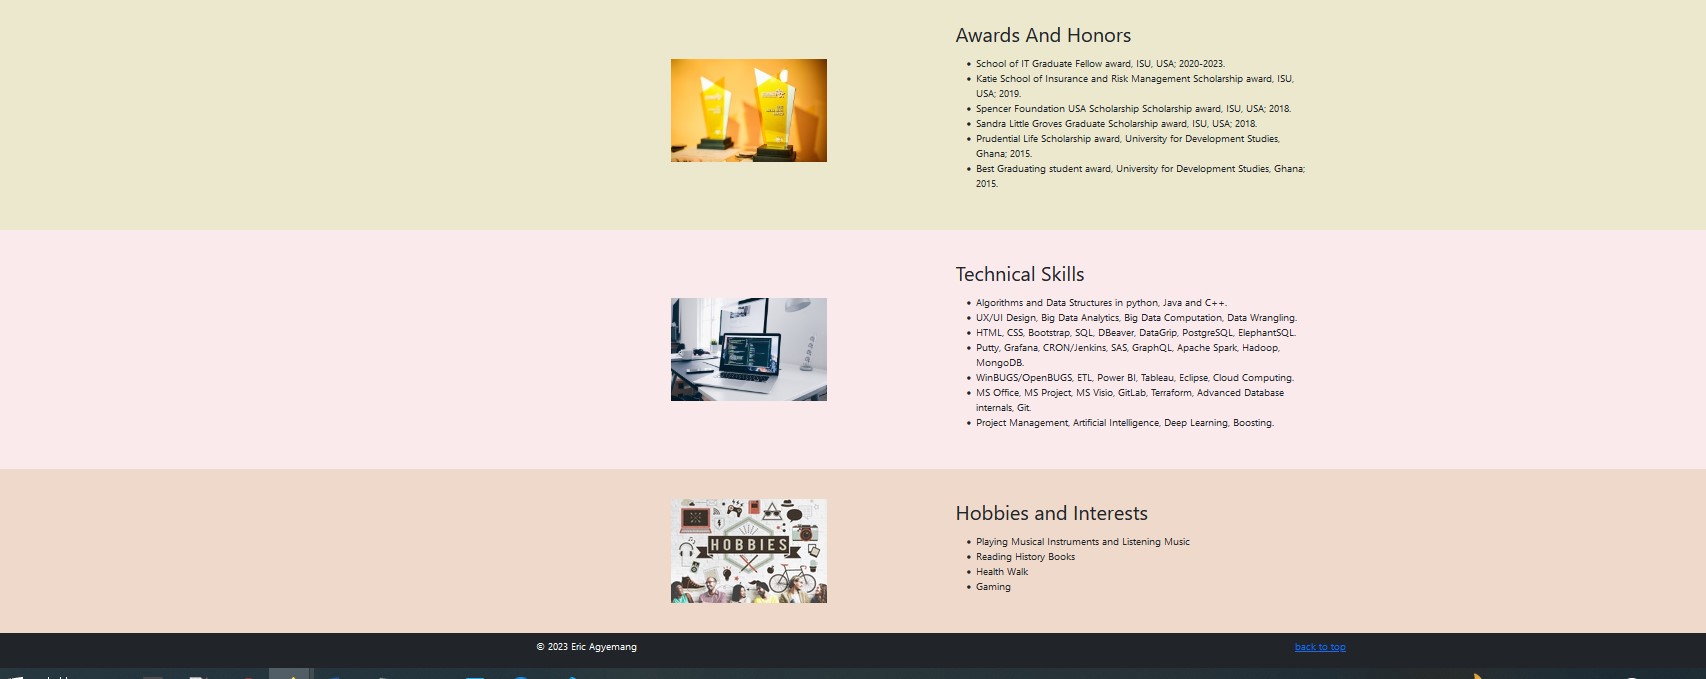 Awards And Honors
• School of IT Graduate Fellow award, ISU, USA; 2020-2023.
• Katie School of Insurance and Risk Management Scholarship award, ISU,
USA; 2019.
• Spencer Foundation USA Scholarship Scholarship award, ISU, USA; 2018.
• Sandra Little Groves Graduate Scholarship award, ISU, USA; 2018.
• Prudential Life Scholarship award, University for Development Studies,
Ghana; 2015.
• Best Graduating student award, University for Development Studies, Ghana;
2015.
Technical Skills
• Algorithms and Data Structures in python, Java and C++.
• UX/UI Design, Big Data Analytics, Big Data Computation, Data Wrangling.
• HTML, CSS, Bootstrap, SQL, DBeaver, DataGrip, PostgreSQL, ElephantSQL.
• Putty, Grafana, CRON/Jenkins, SAS, GraphQL, Apache Spark, Hadoop,
MongoDB.
• WinBUGS/OpenBUGS, ETL, Power BI, Tableau, Eclipse, Cloud Computing.
• MS Office, MS Project, MS Visio, GitLab, Terraform, Advanced Database
internals, Git.
• Project Management, Artificial Intelligence, Deep Learning, Boosting.
HOBBIES
Hobbies and Interests
• Playing Musical Instruments and Listening Music
• Reading History Books
• Health Walk
• Gaming
© 2023 Eric Agyemang
back to top